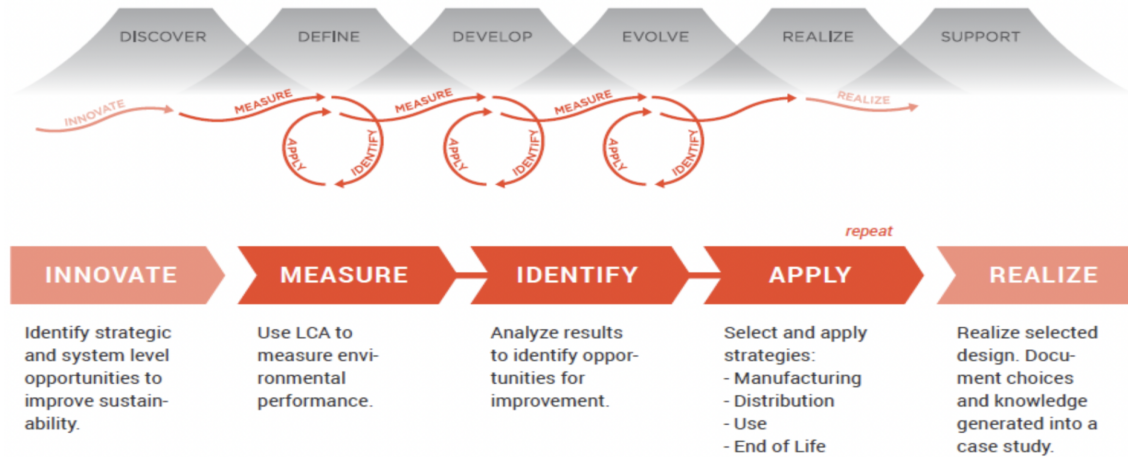 DISCOVER DEFINE DEVELOP EVOLVE REALIZE SUPPORT
INNOVATE MEASURE MEASURE MEASURE REALIZE
APPLY IDENTIFY APPLY IDENTIFY APPLY IDENTIFY
repeat
INNOVATE MEASURE IDENTIFY APPLY REALIZE
Identify strategic
and system level
opportunities to
improve sustain-
ability.
Use LCA to
measure envi-
ronmental
performance.
Analyze results
to identify oppor-
tunities for
improvement.
Select and apply
strategies:
- Manufacturing
- Distribution
- Use
- End of Life
Realize selected
design. Docu-
ment choices
and knowledge
generated into a
case study.